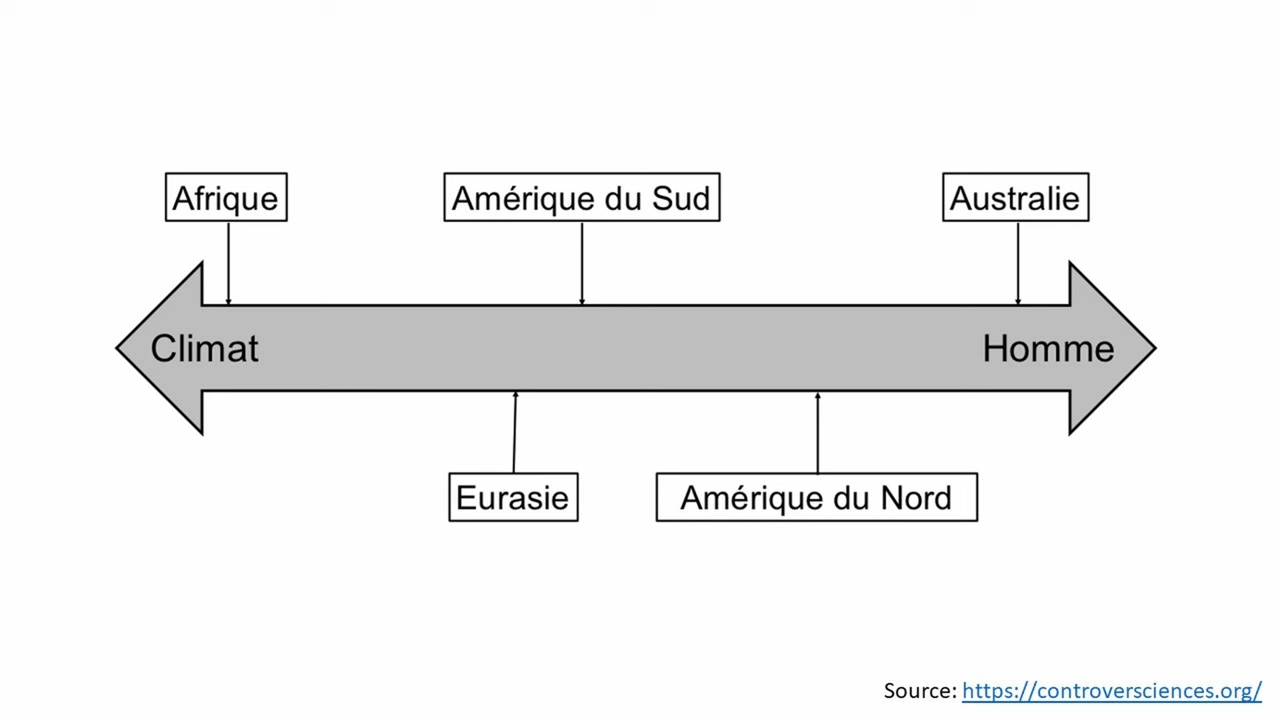 Afrique
Amérique du Sud
Australie
Climat
Homme
Eurasie
Amérique du Nord
Source: https://controversciences.org/